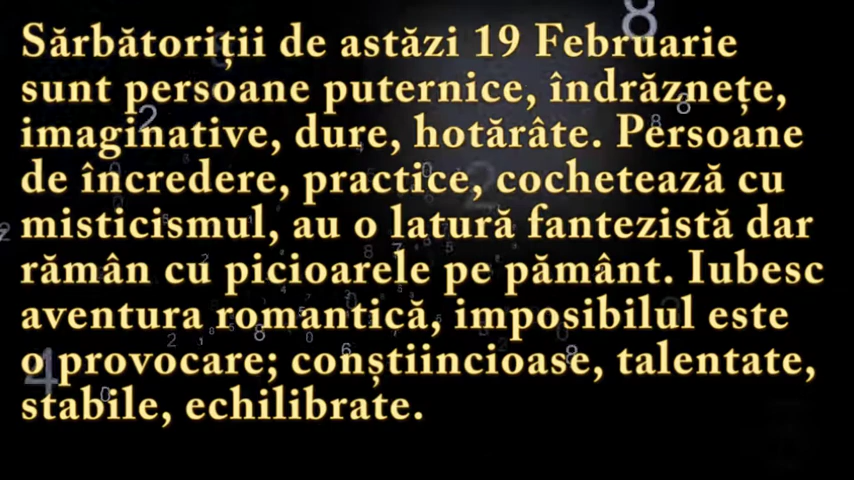 Sărbătoriții de astăzi 19 Februarie
sunt persoane puternice, îndrăznețe,
imaginative, dure, hotărâte. Persoane
de încredere, practice, cochetează cu
misticismul, au o latură fantezistă dar
rămân cu picioarele pe pământ. Iubesc
aventura romantică, imposibilul este
o provocare; conștiincioase, talentate,
stabile, echilibrate.